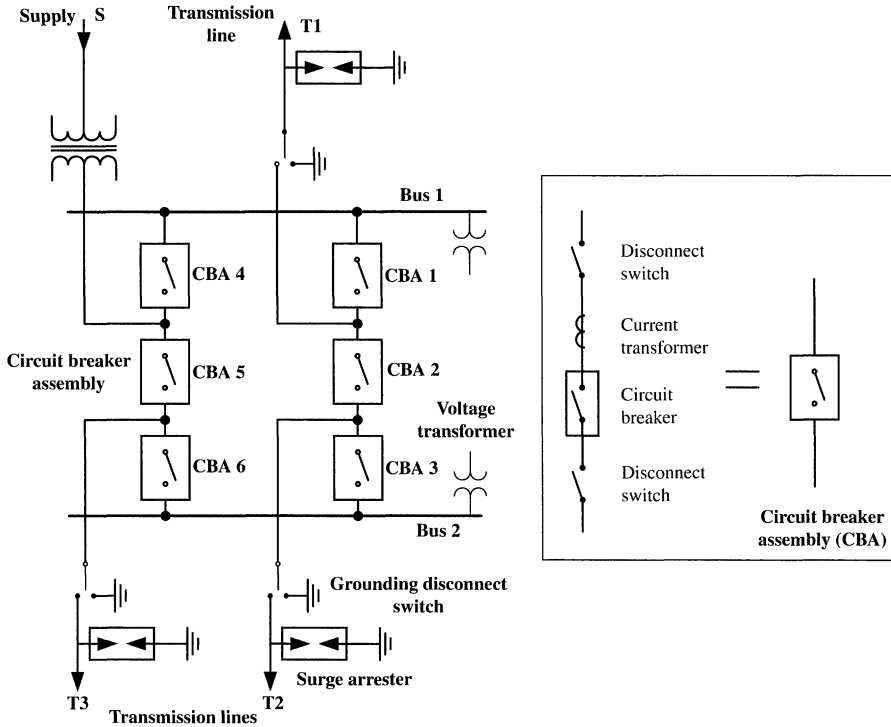 Supply S
Transmission
line
T1
Bus 1
CBA 4
CBA 1
Circuit breaker
assembly
CBA 5
CBA 2
Voltage
transformer
CBA 6
CBA 3
Bus 2
Grounding disconnect
switch
Surge arrester
T3
T2
Transmission lines
Disconnect
switch
Current
transformer
Circuit
breaker
Disconnect
switch
Circuit breaker
assembly (CBA)